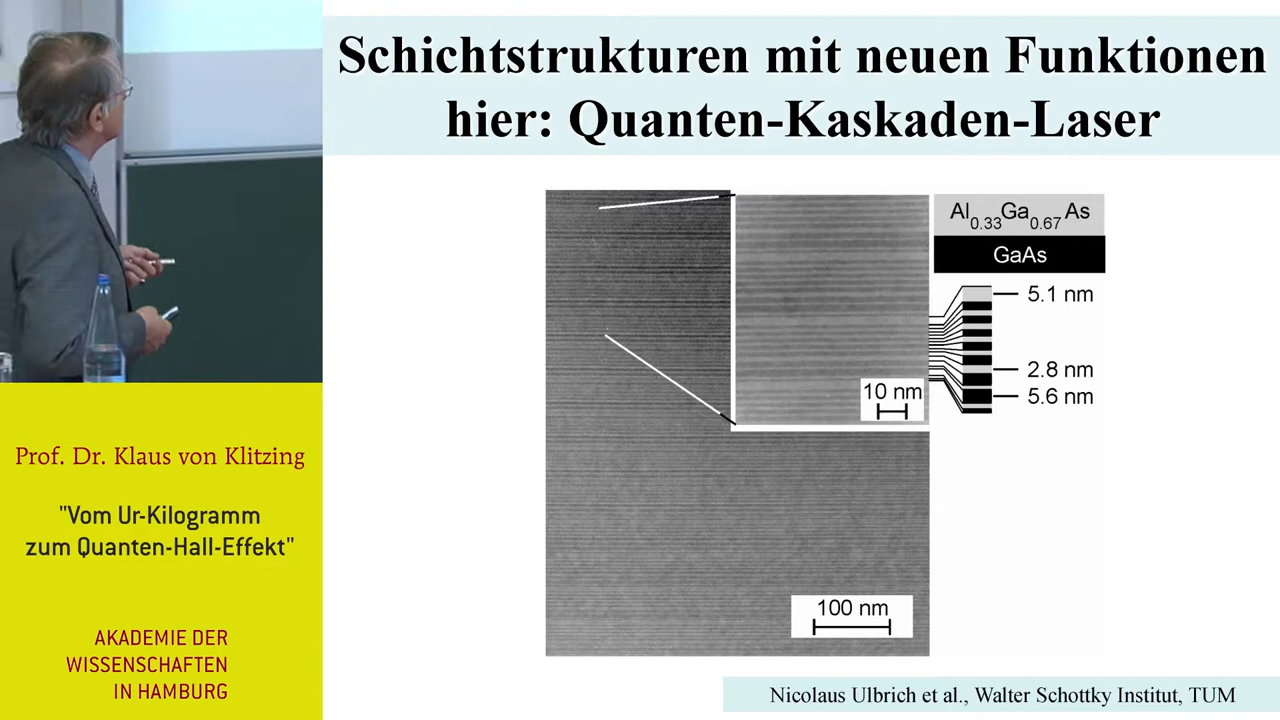 Schichtstrukturen mit neuen Funktionen
hier: Quanten-Kaskaden-Laser
Al0.33Ga0.67As
GaAs
5.1 nm
2.8 nm
5.6 nm
10 nm
100 nm
Nicolaus Ulbrich et al., Walter Schottky Institut, TUM
Prof. Dr. Klaus von Klitzing
"Vom Ur-Kilogramm
zum Quanten-Hall-Effekt"
AKADEMIE DER
WISSENSCHAFTEN
IN HAMBURG